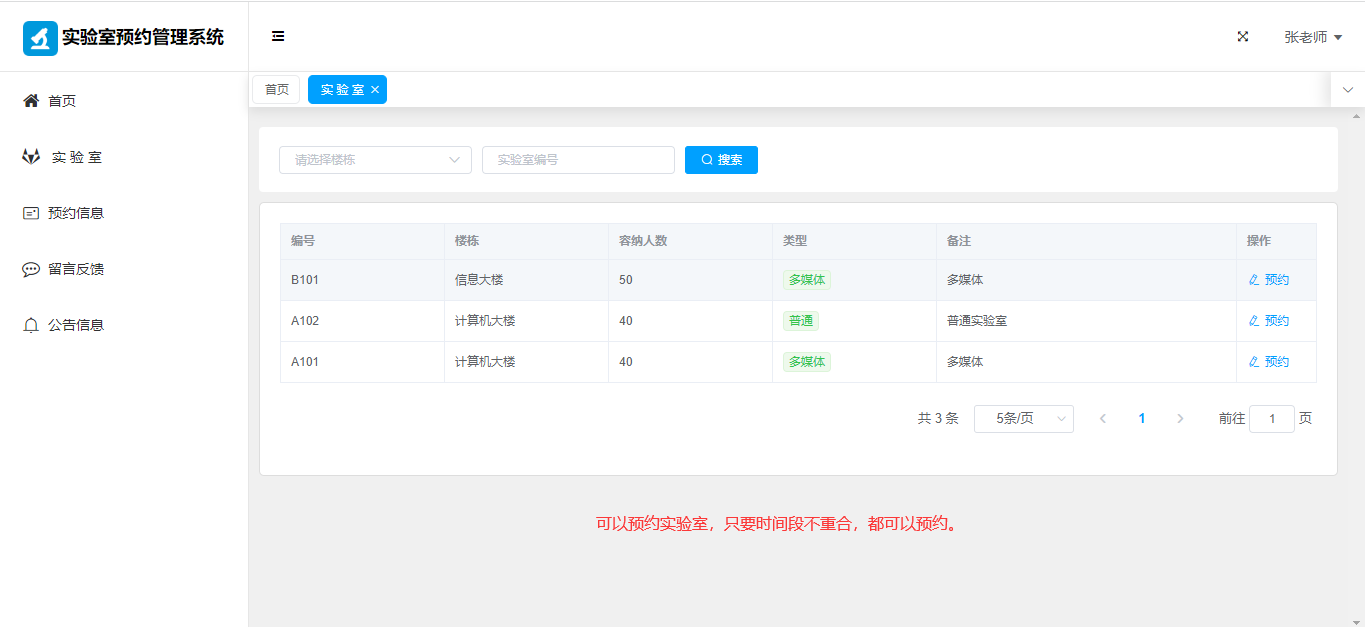 实验室预约管理系统
张老师
首页
实 验 室
首页
实 验 室
预约信息
留言反馈
公告信息
请选择楼栋 实验室编号 搜索
编号 楼栋 容纳人数 类型 备注 操作
B101 信息大楼 50 多媒体 多媒体 预约
A102 计算机大楼 40 普通 普通实验室 预约
A101 计算机大楼 40 多媒体 多媒体 预约
共 3 条 5条/页 1 前往 1 页
可以预约实验室，只要时间段不重合，都可以预约。